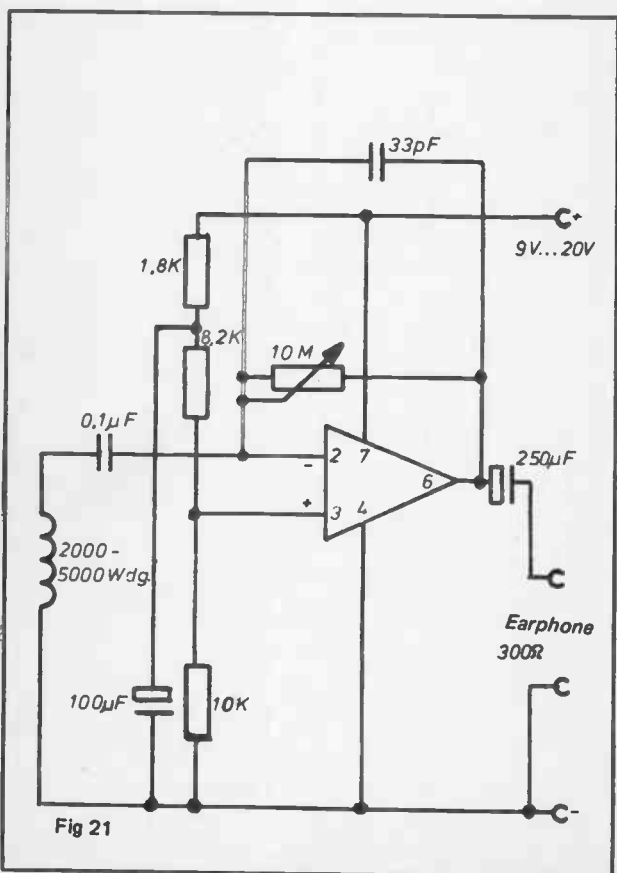 33pF
+
9V...20V
1,8K
8,2K
10 M
0,1µF
2 7
-
250µF
6
+
3 4
2000-
5000 Wdg.
Earphone
300Ω
100µF
10K
-
Fig 21